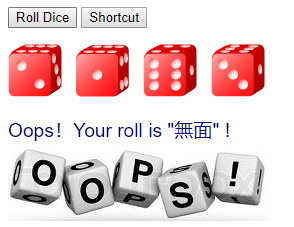 Roll Dice Shortcut
Oops! Your roll is "無面" !
OOPS!